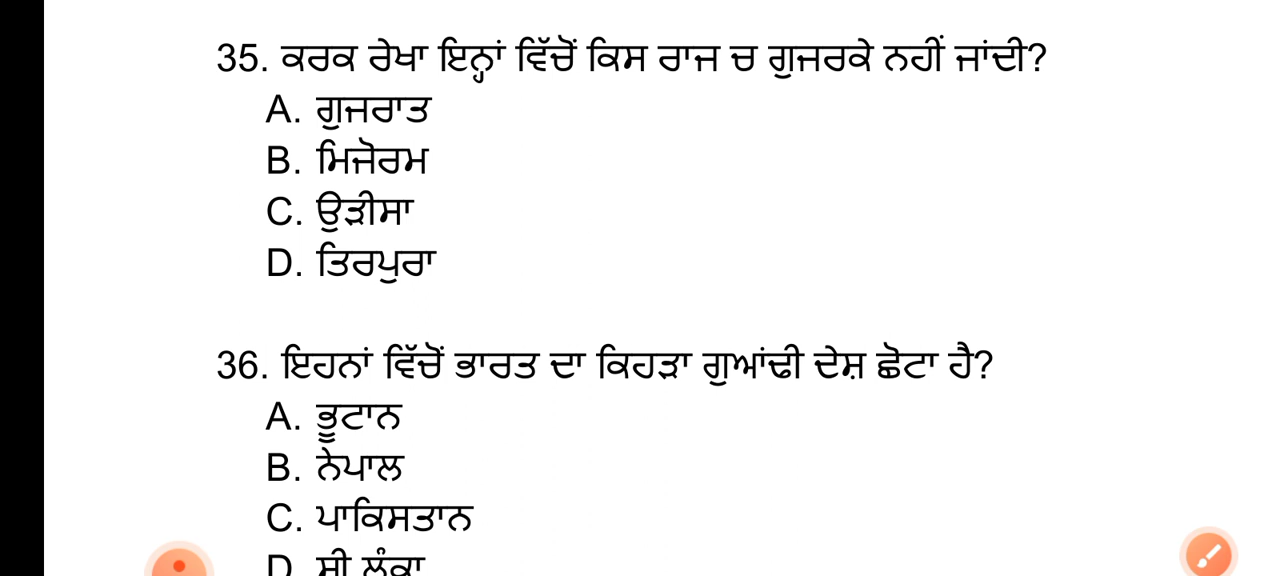 35. ਕਰਕ ਰੇਖਾ ਇਨ੍ਹਾਂ ਵਿੱਚੋਂ ਕਿਸ ਰਾਜ ਚ ਗੁਜਰਕੇ ਨਹੀਂ ਜਾਂਦੀ?
A. ਗੁਜਰਾਤ
B. ਮਿਜੋਰਮ
C. ਉੜੀਸਾ
D. ਤਿਰਪੁਰਾ
36. ਇਹਨਾਂ ਵਿੱਚੋਂ ਭਾਰਤ ਦਾ ਕਿਹੜਾ ਗੁਆਂਢੀ ਦੇਸ਼ ਛੋਟਾ ਹੈ?
A. ਭੂਟਾਨ
B. ਨੇਪਾਲ
C. ਪਾਕਿਸਤਾਨ
D. ਸ੍ਰੀ ਲੰਕਾ